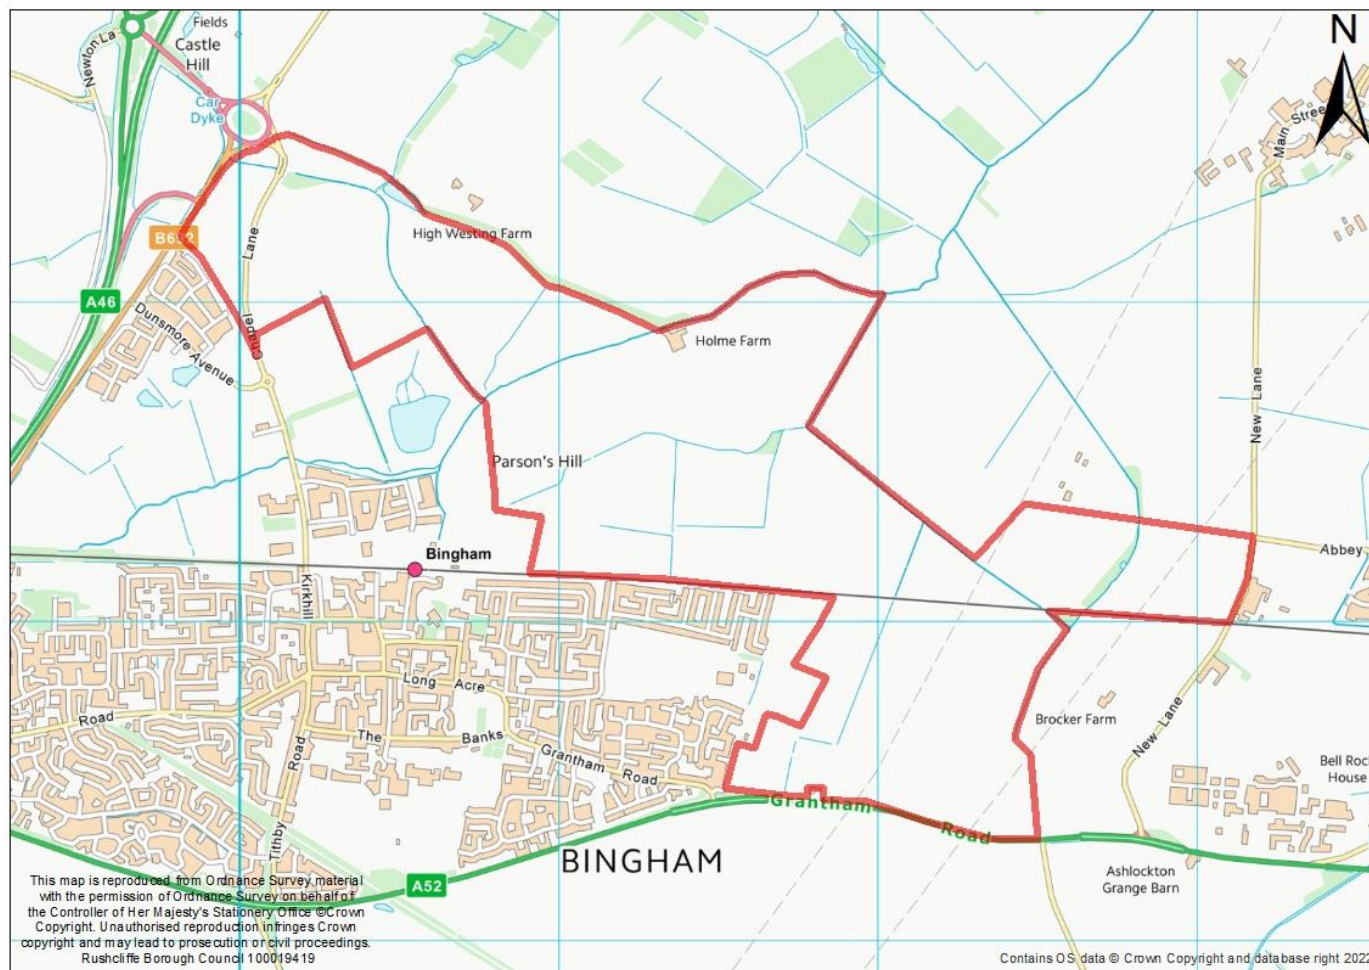 Fields
Castle
Hill
Newton La
Car
Dyke
N
Main Stree
Lane
High Westing Farm
A46
Dunsmore Avenue
Chapel
Holme Farm
New Lane
Parson's Hill
Bingham
Abbey
Kirkhill
Long Acre
Road
The Banks
Grantham Road
Road
Brocker Farm
New Lane
Bell Rock
House
Grantham Road
Tithby
BINGHAM
A52
Ashlockton
Grange Barn
This map is reproduced from Ordnance Survey material
with the permission of Ordnance Survey on behalf of
the Controller of Her Majesty's Stationery Office ©Crown
Copyright. Unauthorised reproduction infringes Crown
copyright and may lead to prosecution or civil proceedings.
Rushcliffe Borough Council 100019419
Contains OS data © Crown Copyright and database right 2022